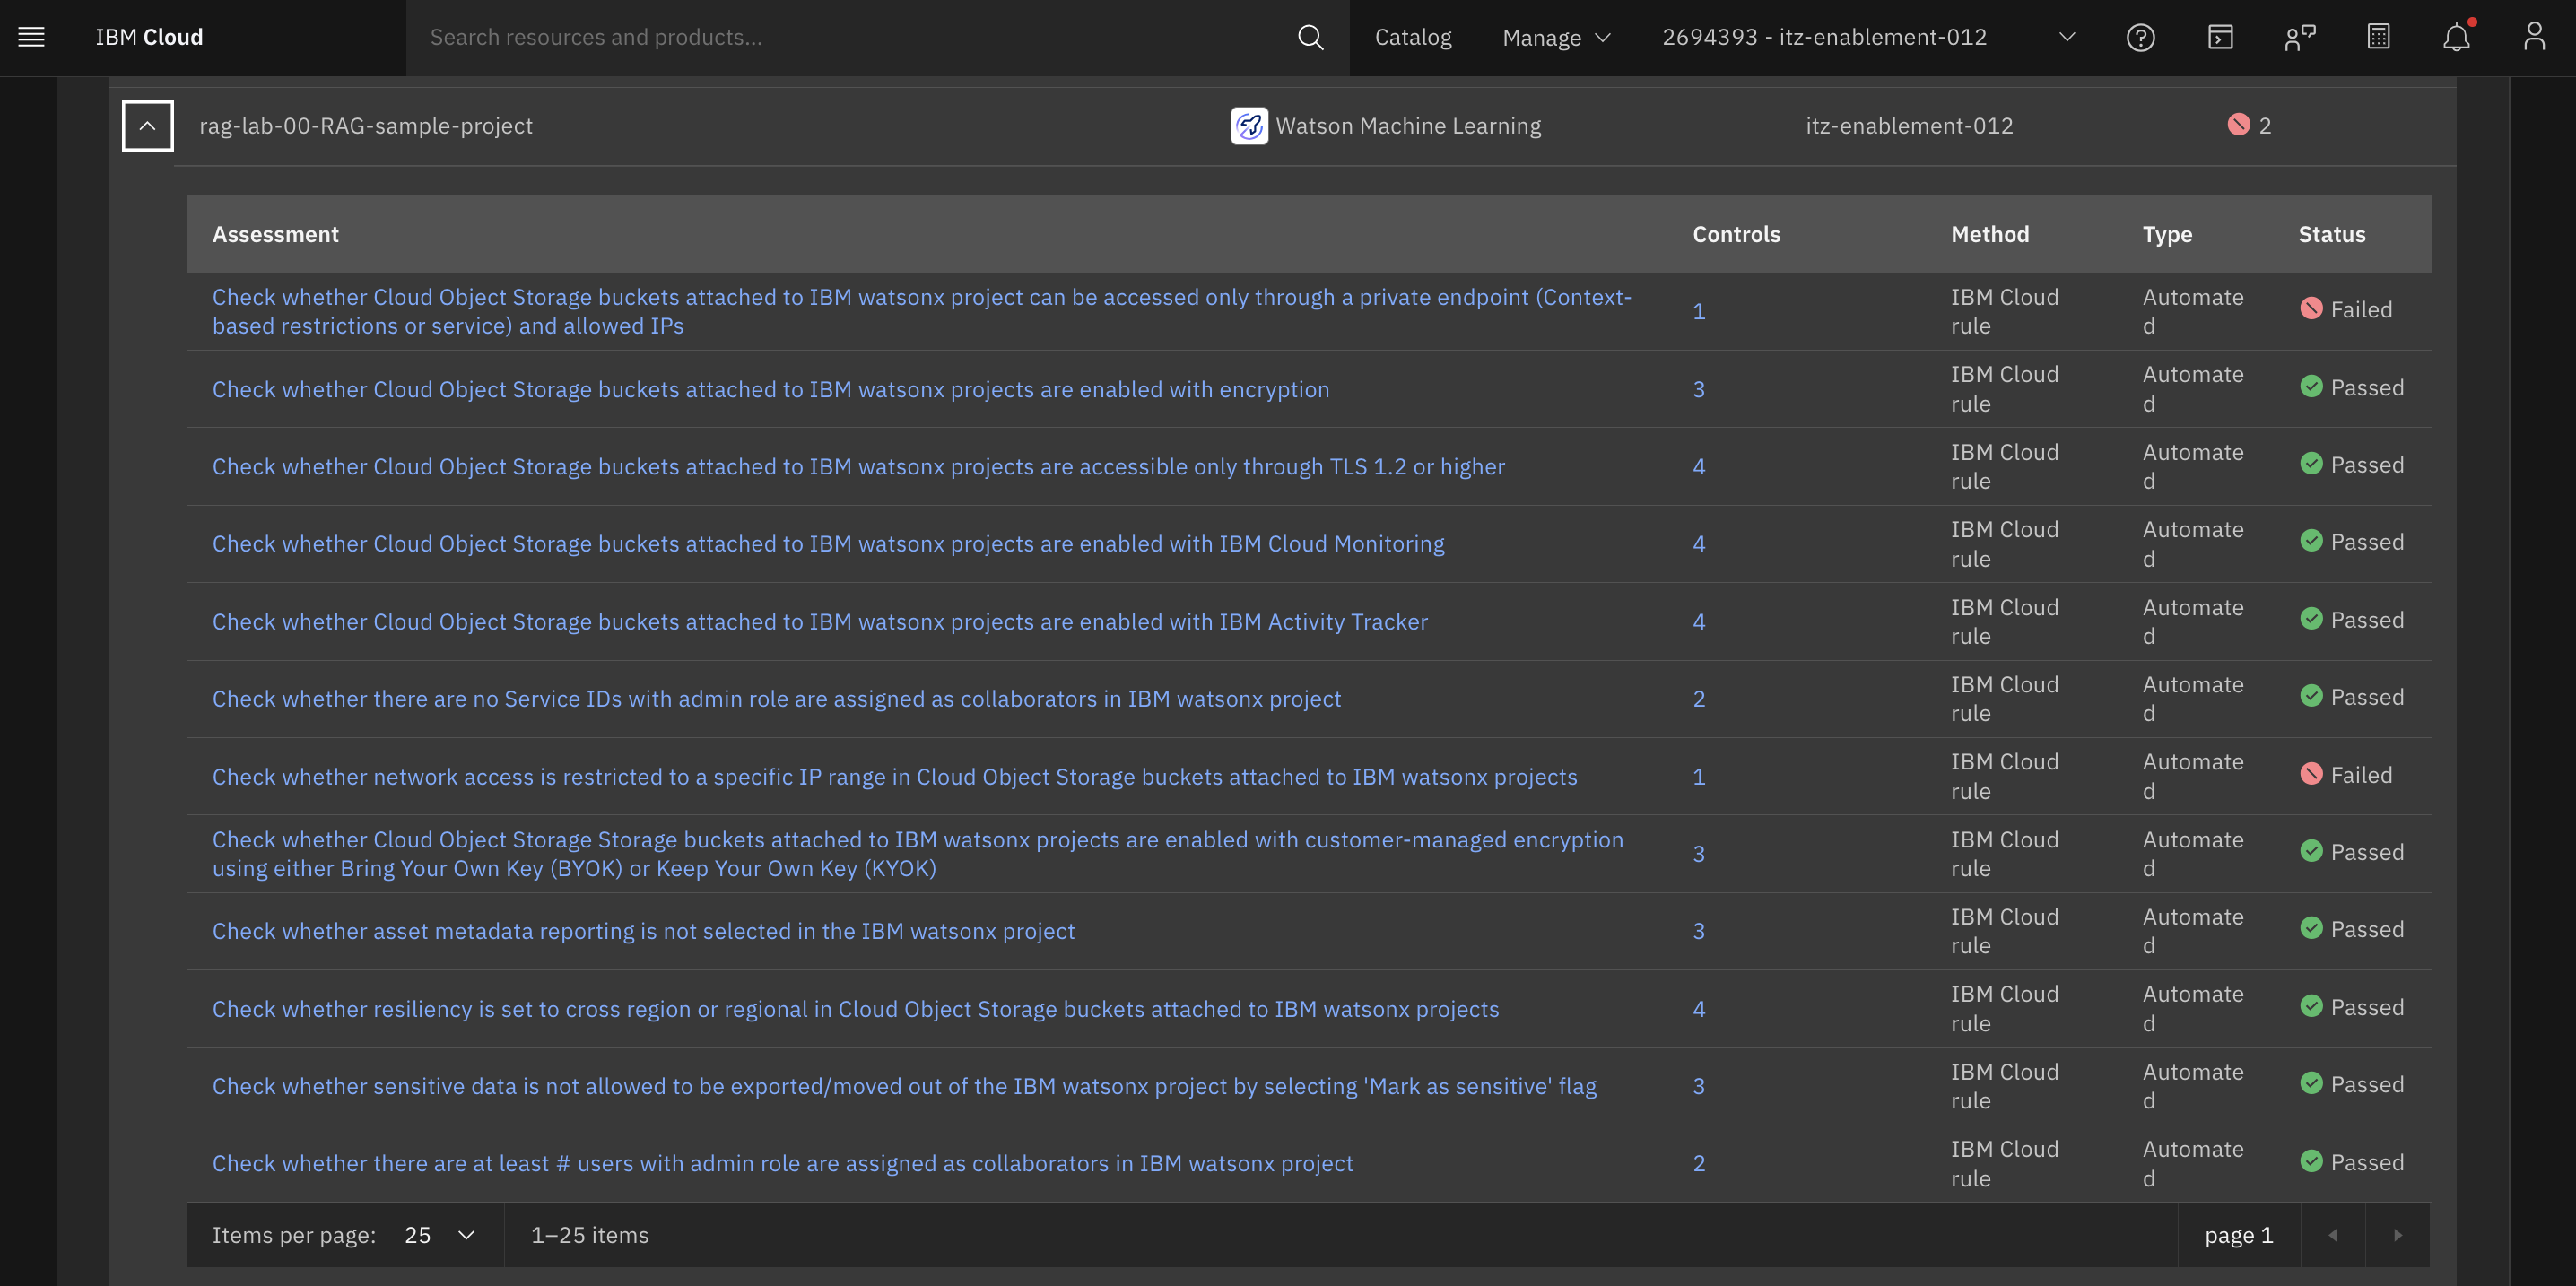 IBM Cloud
Search resources and products...
Catalog
Manage
2694393 - itz-enablement-012
rag-lab-00-RAG-sample-project
Watson Machine Learning
itz-enablement-012
2
Assessment Controls Method Type Status
Check whether Cloud Object Storage buckets attached to IBM watsonx project can be accessed only through a private endpoint (Context-
based restrictions or service) and allowed IPs
1
IBM Cloud
rule
Automate
d
Failed
Check whether Cloud Object Storage buckets attached to IBM watsonx projects are enabled with encryption
3
IBM Cloud
rule
Automate
d
Passed
Check whether Cloud Object Storage buckets attached to IBM watsonx projects are accessible only through TLS 1.2 or higher
4
IBM Cloud
rule
Automate
d
Passed
Check whether Cloud Object Storage buckets attached to IBM watsonx projects are enabled with IBM Cloud Monitoring
4
IBM Cloud
rule
Automate
d
Passed
Check whether Cloud Object Storage buckets attached to IBM watsonx projects are enabled with IBM Activity Tracker
4
IBM Cloud
rule
Automate
d
Passed
Check whether there are no Service IDs with admin role are assigned as collaborators in IBM watsonx project
2
IBM Cloud
rule
Automate
d
Passed
Check whether network access is restricted to a specific IP range in Cloud Object Storage buckets attached to IBM watsonx projects
1
IBM Cloud
rule
Automate
d
Failed
Check whether Cloud Object Storage Storage buckets attached to IBM watsonx projects are enabled with customer-managed encryption
using either Bring Your Own Key (BYOK) or Keep Your Own Key (KYOK)
3
IBM Cloud
rule
Automate
d
Passed
Check whether asset metadata reporting is not selected in the IBM watsonx project
3
IBM Cloud
rule
Automate
d
Passed
Check whether resiliency is set to cross region or regional in Cloud Object Storage buckets attached to IBM watsonx projects
4
IBM Cloud
rule
Automate
d
Passed
Check whether sensitive data is not allowed to be exported/moved out of the IBM watsonx project by selecting 'Mark as sensitive' flag
3
IBM Cloud
rule
Automate
d
Passed
Check whether there are at least # users with admin role are assigned as collaborators in IBM watsonx project
2
IBM Cloud
rule
Automate
d
Passed
Items per page: 25
1–25 items
page 1